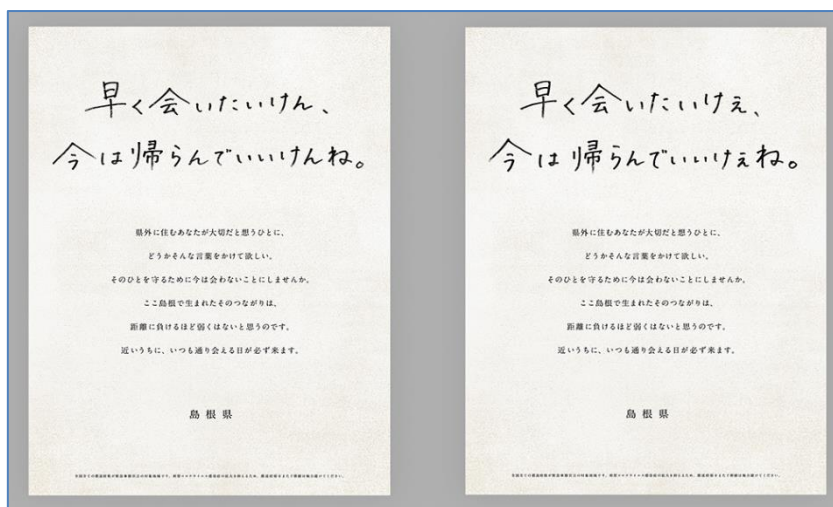 早く会いたいけん、
今は帰らんでいいけんね。
県外に住むあなたが大切だと想うひとに、
どうかそんな言葉をかけて欲しい。
そのひとを守るために今は会わないことにしませんか。
ここ島根で生まれたそのつながりは、
距離に負けるほど弱くはないと思うのです。
近いうちに、いつも通り会える日が必ず来ます。
島根県
早く会いたいけぇ、
今は帰らんでいいけぇね。
県外に住むあなたが大切だと想うひとに、
どうかそんな言葉をかけて欲しい。
そのひとを守るために今は会わないことにしませんか。
ここ島根で生まれたそのつながりは、
距離に負けるほど弱くはないと思うのです。
近いうちに、いつも通り会える日が必ず来ます。
島根県